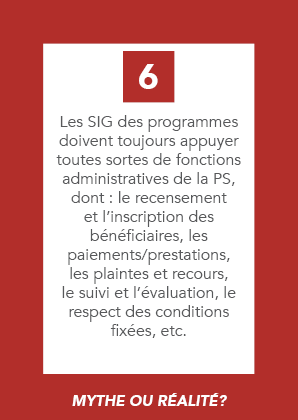 6
Les SIG des programmes
doivent toujours appuyer
toutes sortes de fonctions
administratives de la PS,
dont : le recensement
et l’inscription des
bénéficiaires, les
paiements/prestations,
les plaintes et recours,
le suivi et l’évaluation, le
respect des conditions
fixées, etc.
MYTHE OU RÉALITÉ?